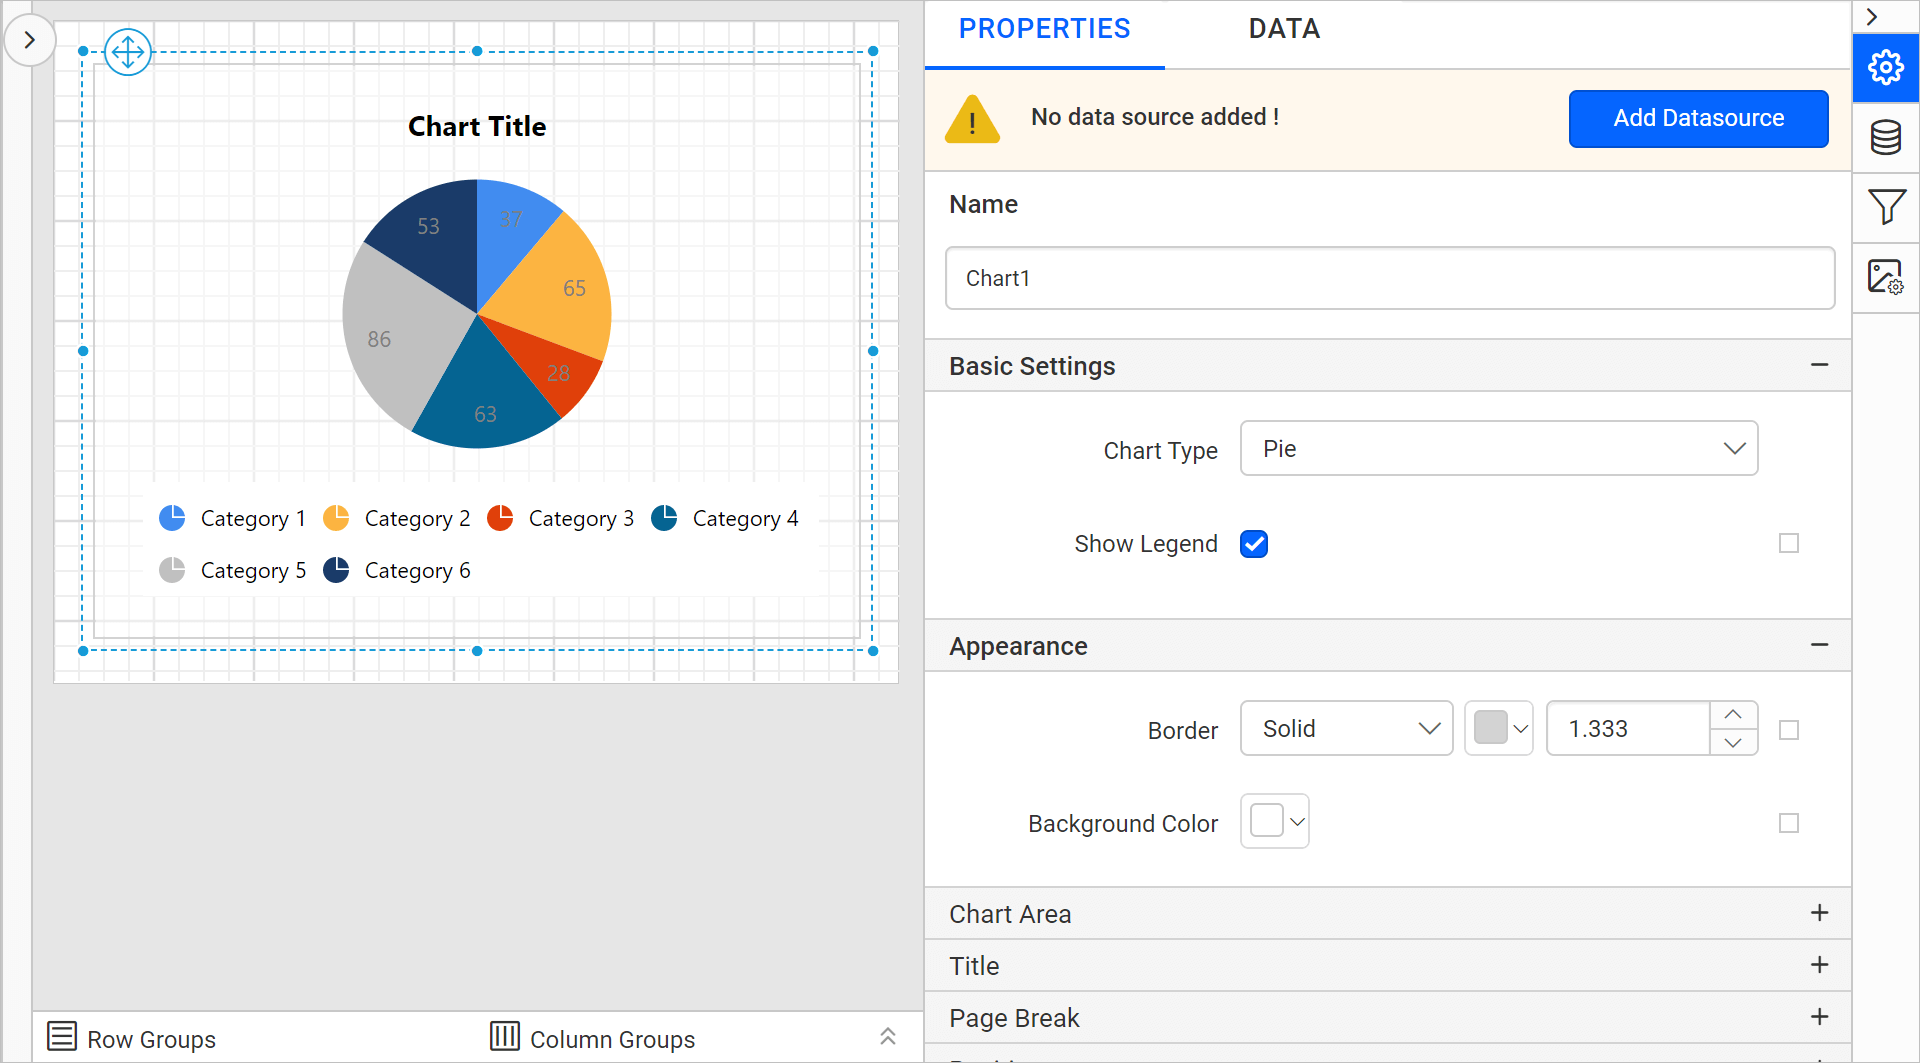 PROPERTIES DATA
No data source added !
Add Datasource
Name
Chart1
Basic Settings
Chart Type Pie
Show Legend
Appearance
Border Solid 1.333
Background Color
Chart Area
Title
Page Break
Chart Title
37
53
65
86
28
63
Category 1 Category 2 Category 3 Category 4
Category 5 Category 6
Row Groups Column Groups